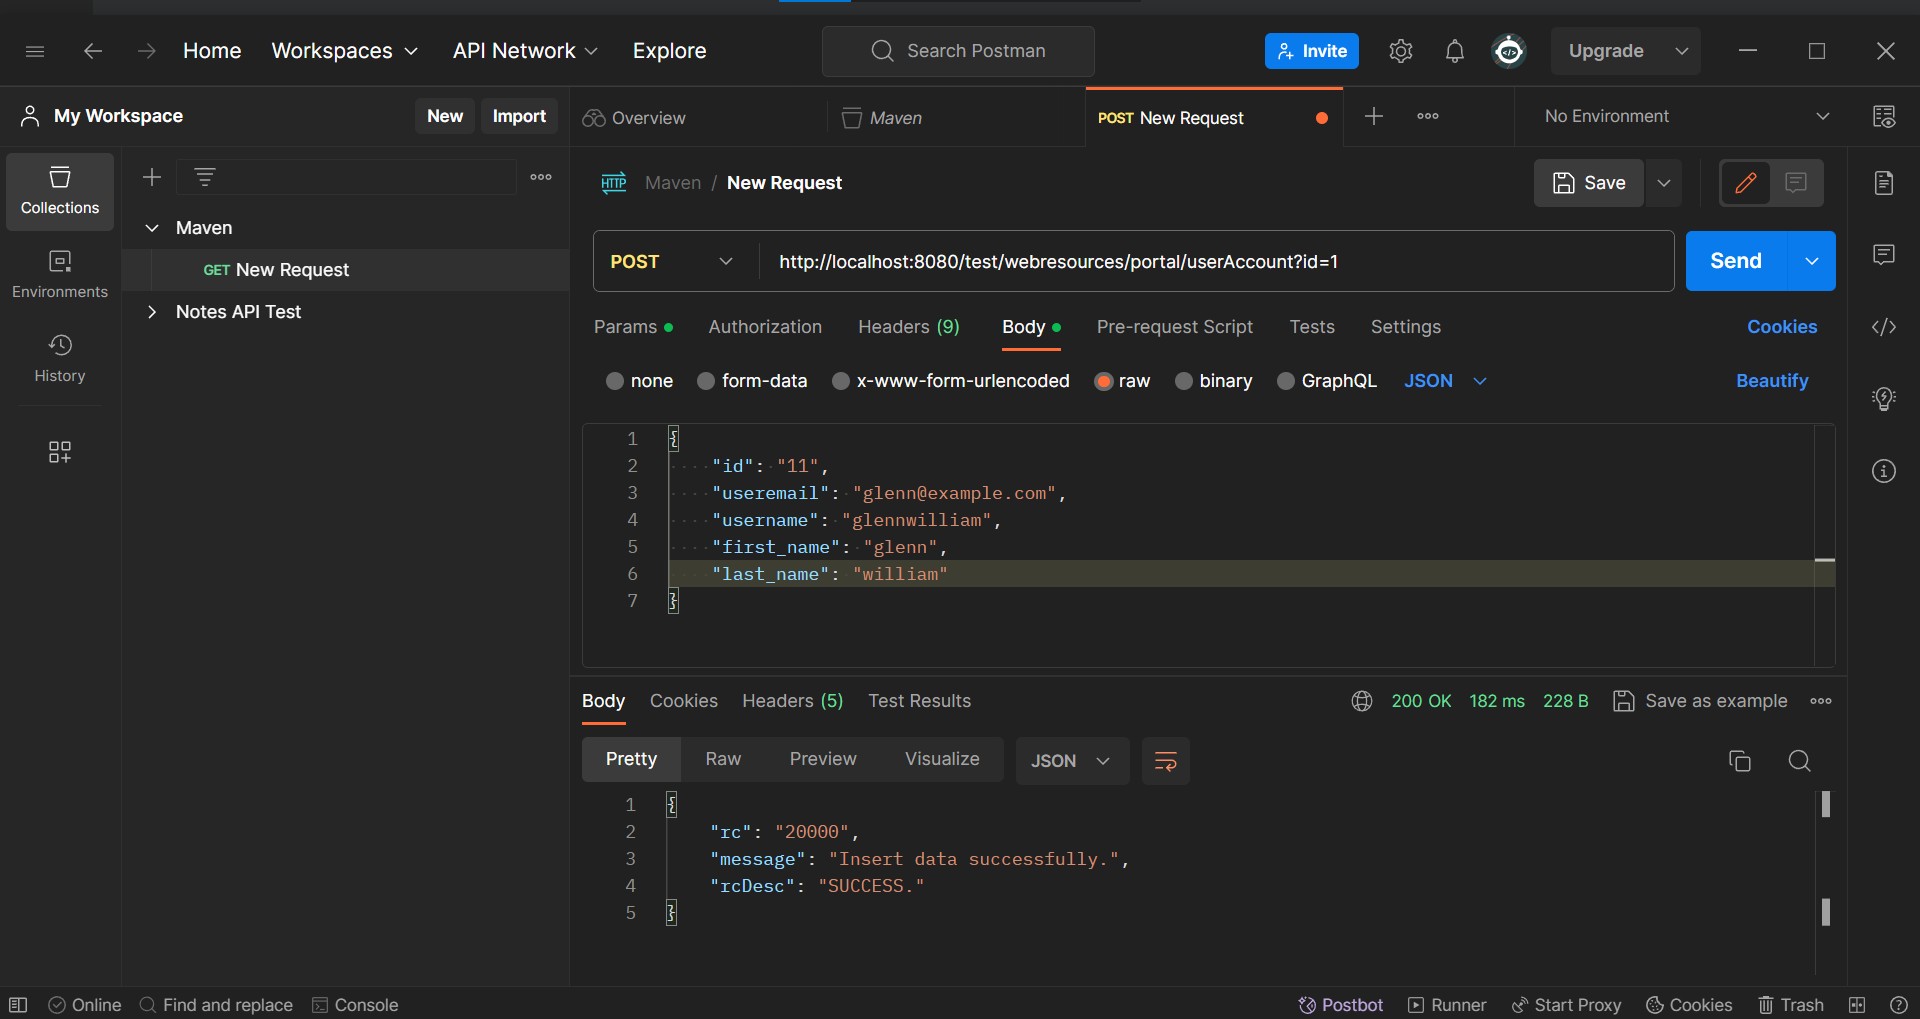 Home Workspaces API Network Explore Search Postman Invite Upgrade
My Workspace New Import Overview Maven POST New Request No Environment
Collections
Environments
History
Maven
GET New Request
Notes API Test
HTTP Maven / New Request Save
POST http://localhost:8080/test/webresources/portal/userAccount?id=1 Send
Params Authorization Headers (9) Body Pre-request Script Tests Settings Cookies
none form-data x-www-form-urlencoded raw binary GraphQL JSON Beautify
1 {
2 "id": "11",
3 "useremail": "glenn@example.com",
4 "username": "glennwilliam",
5 "first_name": "glenn",
6 "last_name": "william"
7 }
Body Cookies Headers (5) Test Results 200 OK 182 ms 228 B Save as example
Pretty Raw Preview Visualize JSON
1 {
2 "rc": "20000",
3 "message": "Insert data successfully.",
4 "rcDesc": "SUCCESS."
5 }
Online Find and replace Console Postbot Runner Start Proxy Cookies Trash